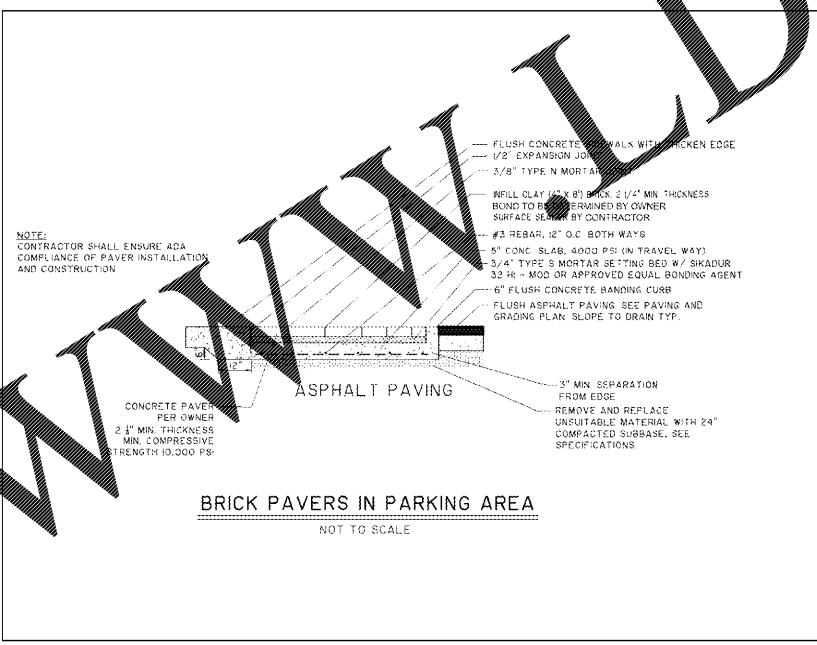 WWW.LD
FLUSH CONCRETE SIDEWALK WITH THICKEN EDGE
1/2" EXPANSION JOINT
3/8" TYPE N MORTAR JOINT
INFILL CLAY (4" X 8") BRICK, 2 1/4" MIN. THICKNESS
BOND TO BE DETERMINED BY OWNER
SURFACE SEALER BY CONTRACTOR
#3 REBAR, 12" O.C. BOTH WAYS
5" CONC. SLAB, 4000 PSI (IN TRAVEL WAY)
3/4" TYPE S MORTAR SETTING BED W/ SIKADUR
32 HI - MOD OR APPROVED EQUAL BONDING AGENT
6" FLUSH CONCRETE BANDING CURB
FLUSH ASPHALT PAVING. SEE PAVING AND
GRADING PLAN SLOPE TO DRAIN TYP.
NOTE:
CONTRACTOR SHALL ENSURE ADA
COMPLIANCE OF PAVER INSTALLATION
AND CONSTRUCTION
6"
12"
ASPHALT PAVING
CONCRETE PAVER
PER OWNER
MIN. THICKNESS
MIN. COMPRESSIVE
STRENGTH 10,000 PSI
3" MIN. SEPARATION
FROM EDGE
REMOVE AND REPLACE
UNSUITABLE MATERIAL WITH 24"
COMPACTED SUBBASE, SEE
SPECIFICATIONS.
BRICK PAVERS IN PARKING AREA
NOT TO SCALE